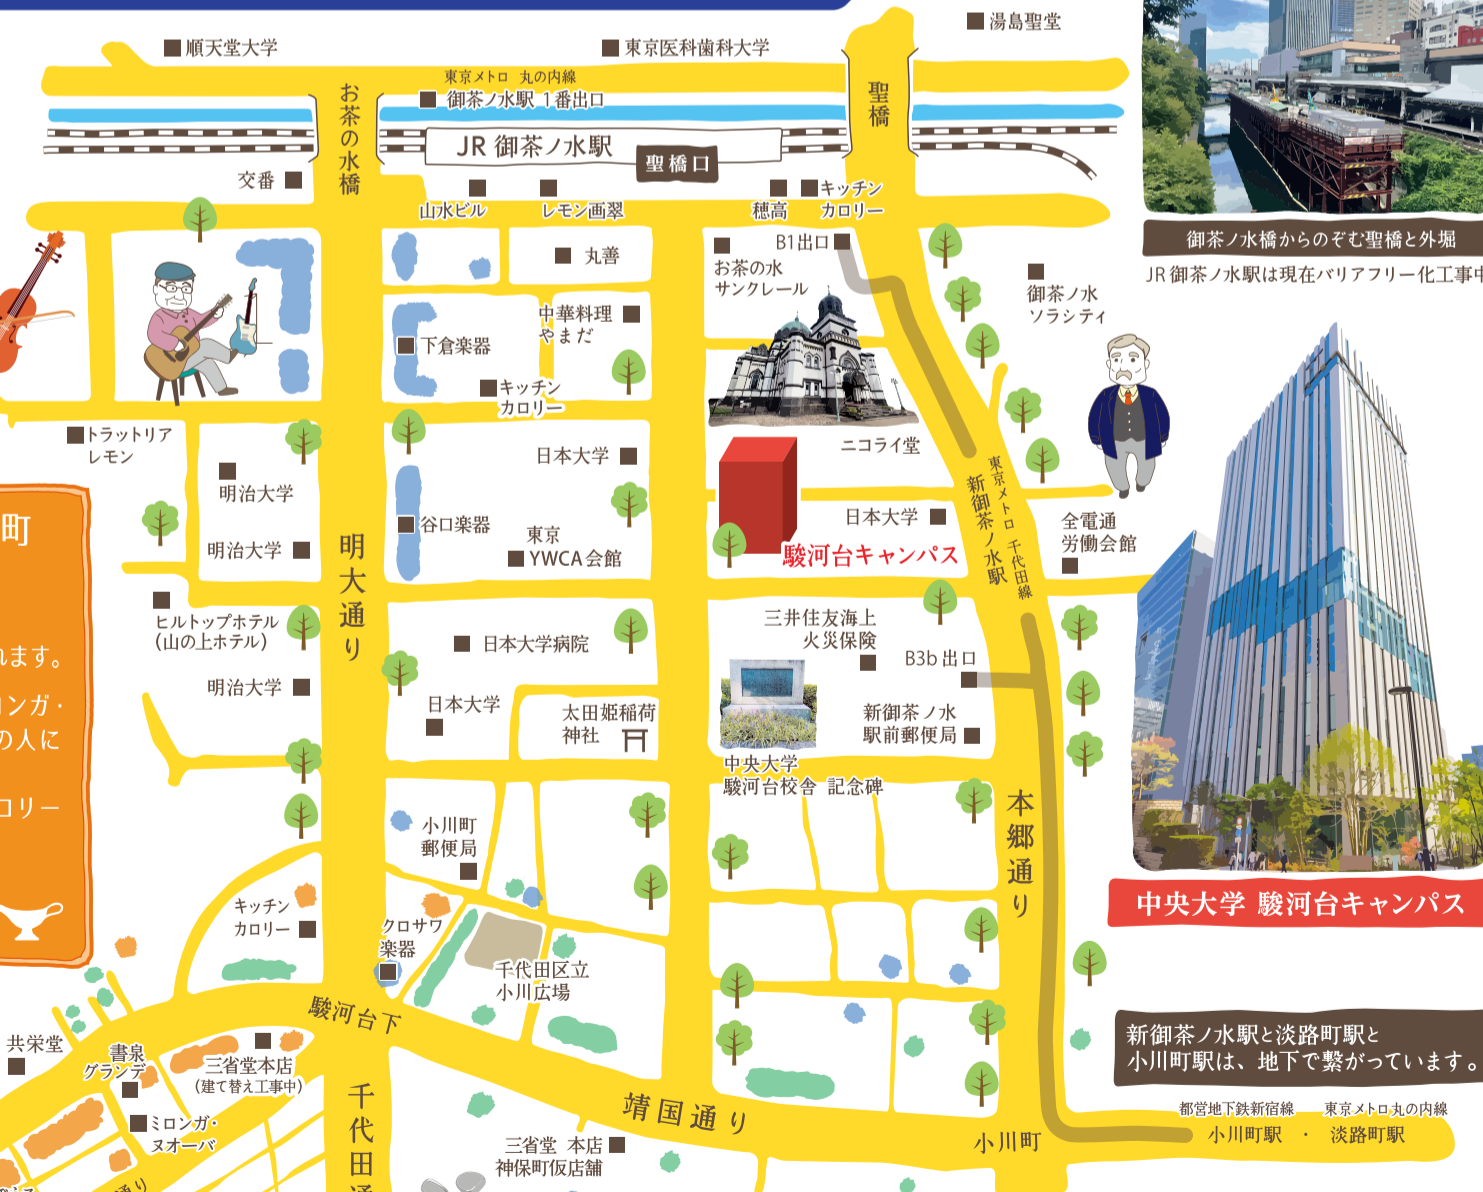 順天堂大学
東京医科歯科大学
湯島聖堂
東京メトロ 丸の内線
御茶ノ水駅 1番出口
お茶の水橋
聖橋
JR 御茶ノ水駅
聖橋口
交番
山水ビル
レモン画翠
穂高
キッチン
カロリー
御茶ノ水橋からのぞむ聖橋と外堀
JR 御茶ノ水駅は現在バリアフリー化工事中
丸善
B1出口
お茶の水
サンクレール
御茶ノ水
ソラシティ
中華料理
やまだ
下倉楽器
キッチン
カロリー
トラットリア
レモン
日本大学
ニコライ堂
明治大学
谷口楽器
東京
YWCA会館
明治大学
明大通り
日本大学
駿河台キャンパス
東京メトロ 千代田線
新御茶ノ水駅
全電通
労働会館
町
ヒルトップホテル
(山の上ホテル)
日本大学病院
三井住友海上
火災保険
B3b 出口
れます。
明治大学
日本大学
太田姫稲荷
神社
新御茶ノ水
駅前郵便局
ロンガ・
の人に
中央大学
駿河台校舎 記念碑
コロリー
小川町
郵便局
本郷通り
中央大学 駿河台キャンパス
キッチン
カロリー
クロサワ
楽器
千代田区立
小川広場
駿河台下
共栄堂
書泉
グランデ
三省堂本店
(建て替え工事中)
新御茶ノ水駅と淡路町駅と
小川町駅は、地下で繋がっています。
ミロンガ・
ヌオーバ
千代田通
靖国通り
三省堂 本店
神保町仮店舗
小川町
都営地下鉄新宿線
東京メトロ丸の内線
小川町駅 ・ 淡路町駅
通り